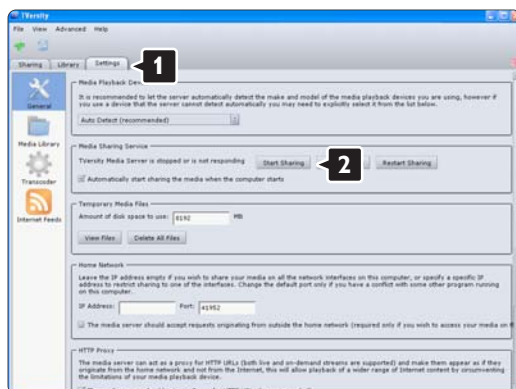 TVersity
File View Advanced Help
Sharing Library Settings
1
General
Media Library
Transcoder
Internet Feeds
Media Playback
It is recommended to let the server automatically detect the make and model of the media playback devices you are using, however if
you use a device that the server cannot detect automatically you may need to explicitly select it from the list below.
Auto Detect (recommended)
Media Sharing Service
TVersity Media Server is stopped or is not responding Start Sharing 2 Restart Sharing
Automatically start sharing the media when the computer starts
Temporary Media Files
Amount of disk space to use: 8192 MB
View Files Delete All Files
Home Network
Leave the IP address empty if you wish to share your media on all the network interfaces on this computer, or specify a specific IP
address to restrict sharing to one of the interfaces. Change the default port only if you have a conflict with some other program running
on this computer.
IP Address: Port: 41952
The media server should accept requests originating from outside the home network (required only if you wish to access your media on
HTTP Proxy
The media server can act as a proxy for HTTP URLs (both live and on-demand streams are supported) and make them appear as if they
originate from the home network and not from the Internet, this will allow playback of a wider range of Internet content by circumventing
the limitations of your media playback device.